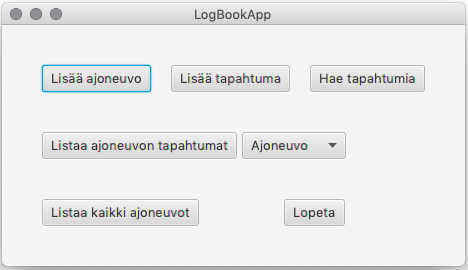 LogBookApp
Lisää ajoneuvo Lisää tapahtuma Hae tapahtumia
Listaa ajoneuvon tapahtumat Ajoneuvo
Listaa kaikki ajoneuvot Lopeta